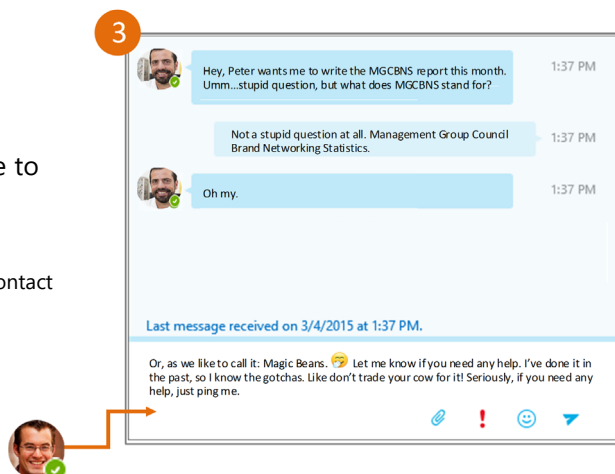 3
Hey, Peter wants me to write the MGCBNS report this month.
Umm...stupid question, but what does MGCBNS stand for?
1:37 PM
Not a stupid question at all. Management Group Council
Brand Networking Statistics.
1:37 PM
e to
Oh my.
1:37 PM
ontact
Last message received on 3/4/2015 at 1:37 PM.
Or, as we like to call it: Magic Beans. 🤭 Let me know if you need any help. I’ve done it in
the past, so I know the gotchas. Like don’t trade your cow for it! Seriously, if you need any
help, just ping me.